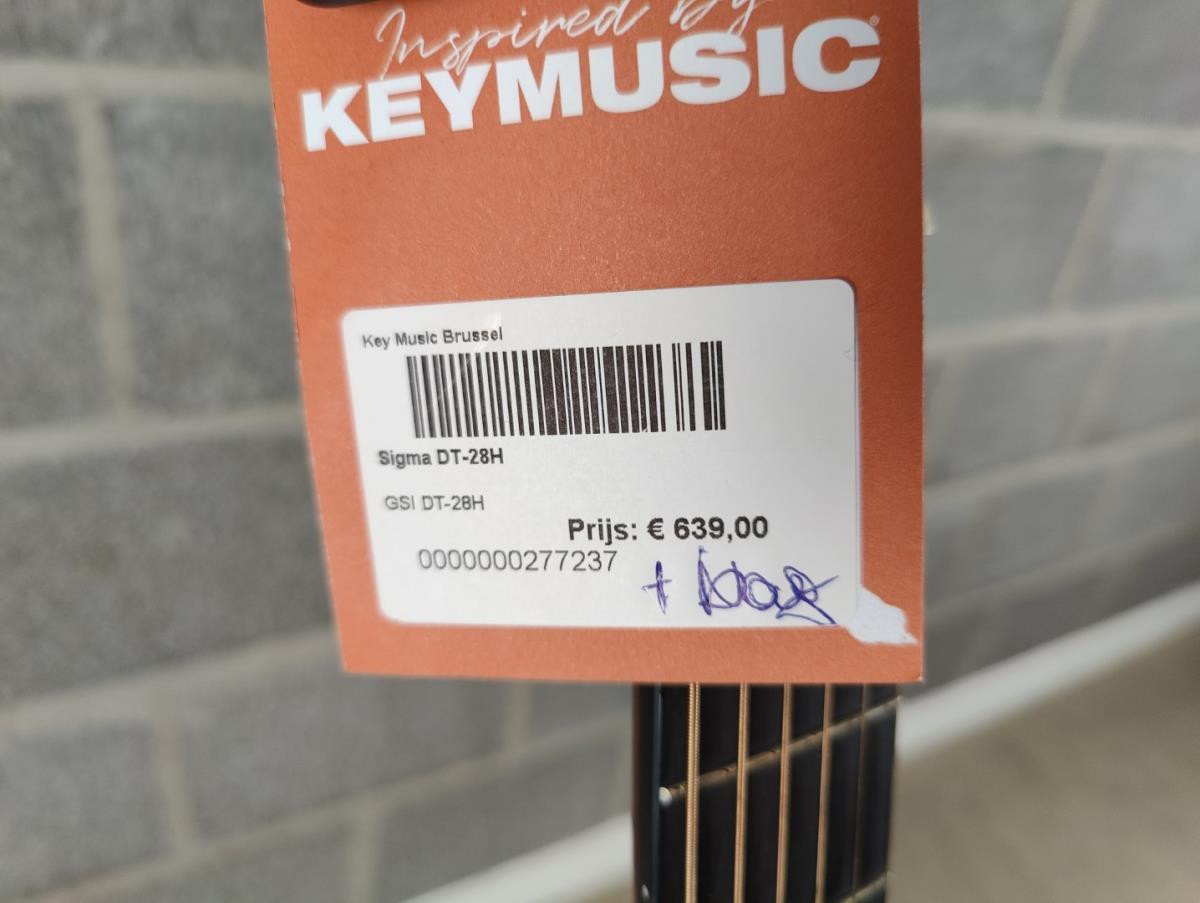 Inspired By
KEYMUSIC®
Key Music Brussel
Sigma DT-28H
GSI DT-28H
Prijs: € 639,00
0000000277237
+